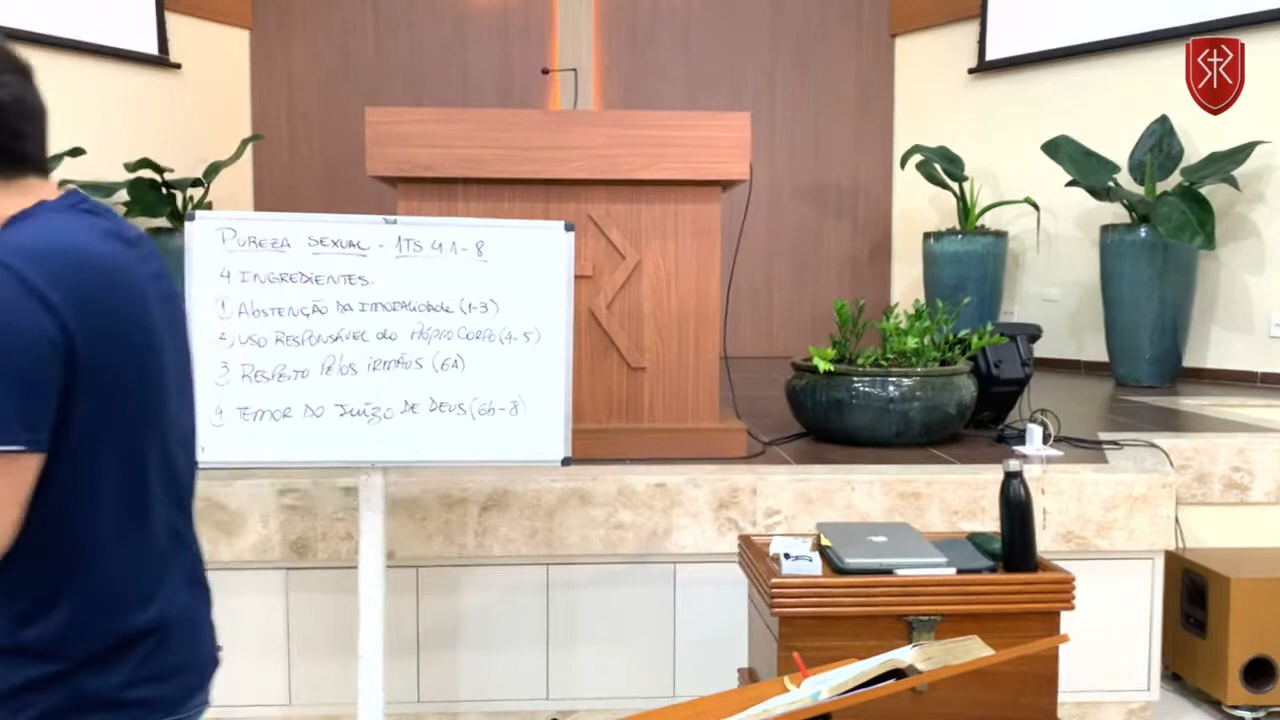 PUREZA SEXUAL - 1TS 4.1-8
4 INGREDIENTES.
1) ABSTENÇÃO DA IMORALIDADE (1-3)
2) USO RESPONSÁVEL do PRÓPRIO CORPO (4-5)
3 RESPEITO PELOS IRMÃOS (6A)
4 TEMOR DO JUÍZO DE DEUS (6b-8)
SR